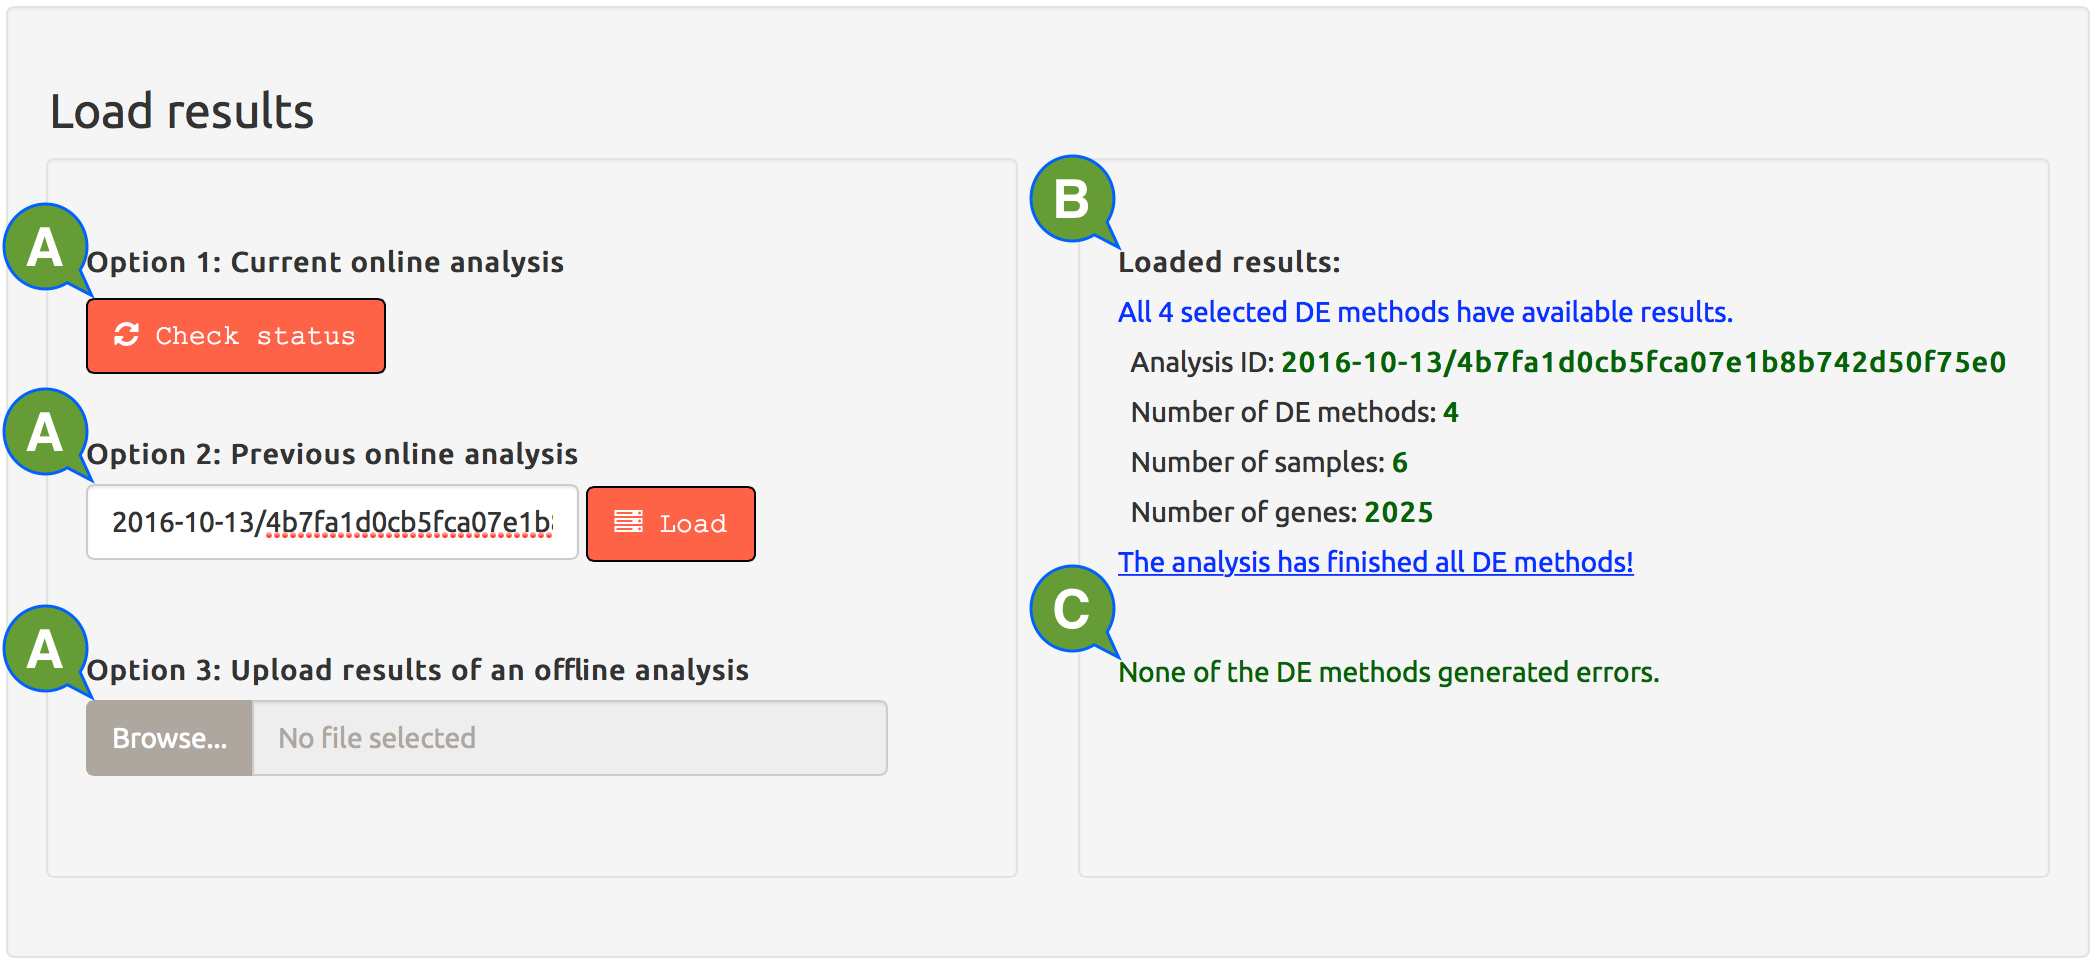 Load results
A
Option 1: Current online analysis
Check status
A
Option 2: Previous online analysis
2016-10-13/4b7fa1d0cb5fca07e1b
Load
A
Option 3: Upload results of an offline analysis
Browse... No file selected
B
Loaded results:
All 4 selected DE methods have available results.
Analysis ID: 2016-10-13/4b7fa1d0cb5fca07e1b8b742d50f75e0
Number of DE methods: 4
Number of samples: 6
Number of genes: 2025
The analysis has finished all DE methods!
C
None of the DE methods generated errors.